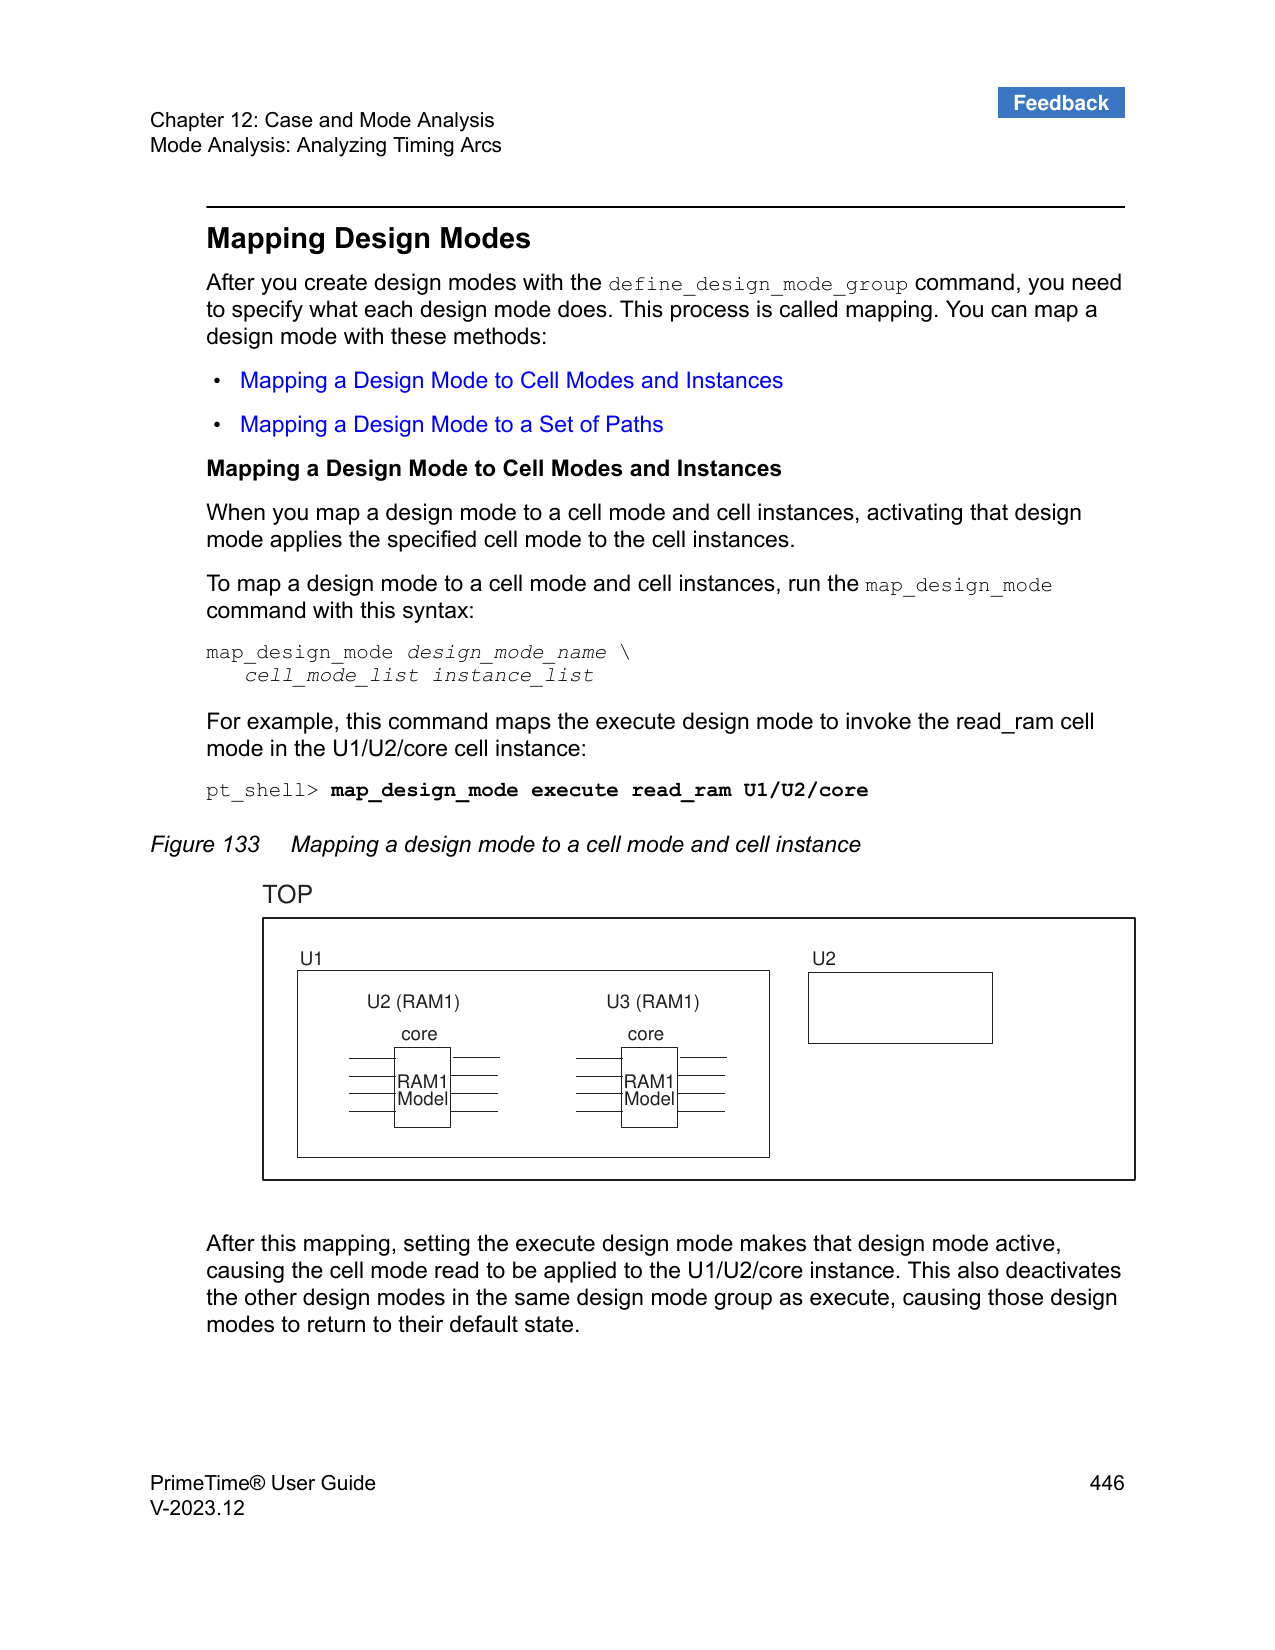 Feedback
Chapter 12: Case and Mode Analysis
Mode Analysis: Analyzing Timing Arcs
Mapping Design Modes
After you create design modes with the define_design_mode_group command, you need
to specify what each design mode does. This process is called mapping. You can map a
design mode with these methods:
• Mapping a Design Mode to Cell Modes and Instances
• Mapping a Design Mode to a Set of Paths
Mapping a Design Mode to Cell Modes and Instances
When you map a design mode to a cell mode and cell instances, activating that design
mode applies the specified cell mode to the cell instances.
To map a design mode to a cell mode and cell instances, run the map_design_mode
command with this syntax:
map_design_mode design_mode_name \
cell_mode_list instance_list
For example, this command maps the execute design mode to invoke the read_ram cell
mode in the U1/U2/core cell instance:
pt_shell> map_design_mode execute read_ram U1/U2/core
Figure 133 Mapping a design mode to a cell mode and cell instance
TOP
U1
U2
U2 (RAM1)
U3 (RAM1)
core
core
RAM1
Model
RAM1
Model
After this mapping, setting the execute design mode makes that design mode active,
causing the cell mode read to be applied to the U1/U2/core instance. This also deactivates
the other design modes in the same design mode group as execute, causing those design
modes to return to their default state.
PrimeTime® User Guide
446
V-2023.12